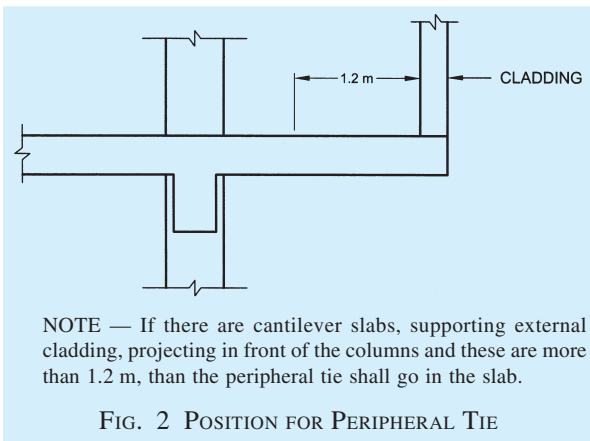 1.2 m
CLADDING
NOTE — If there are cantilever slabs, supporting external
cladding, projecting in front of the columns and these are more
than 1.2 m, than the peripheral tie shall go in the slab.
FIG. 2 POSITION FOR PERIPHERAL TIE